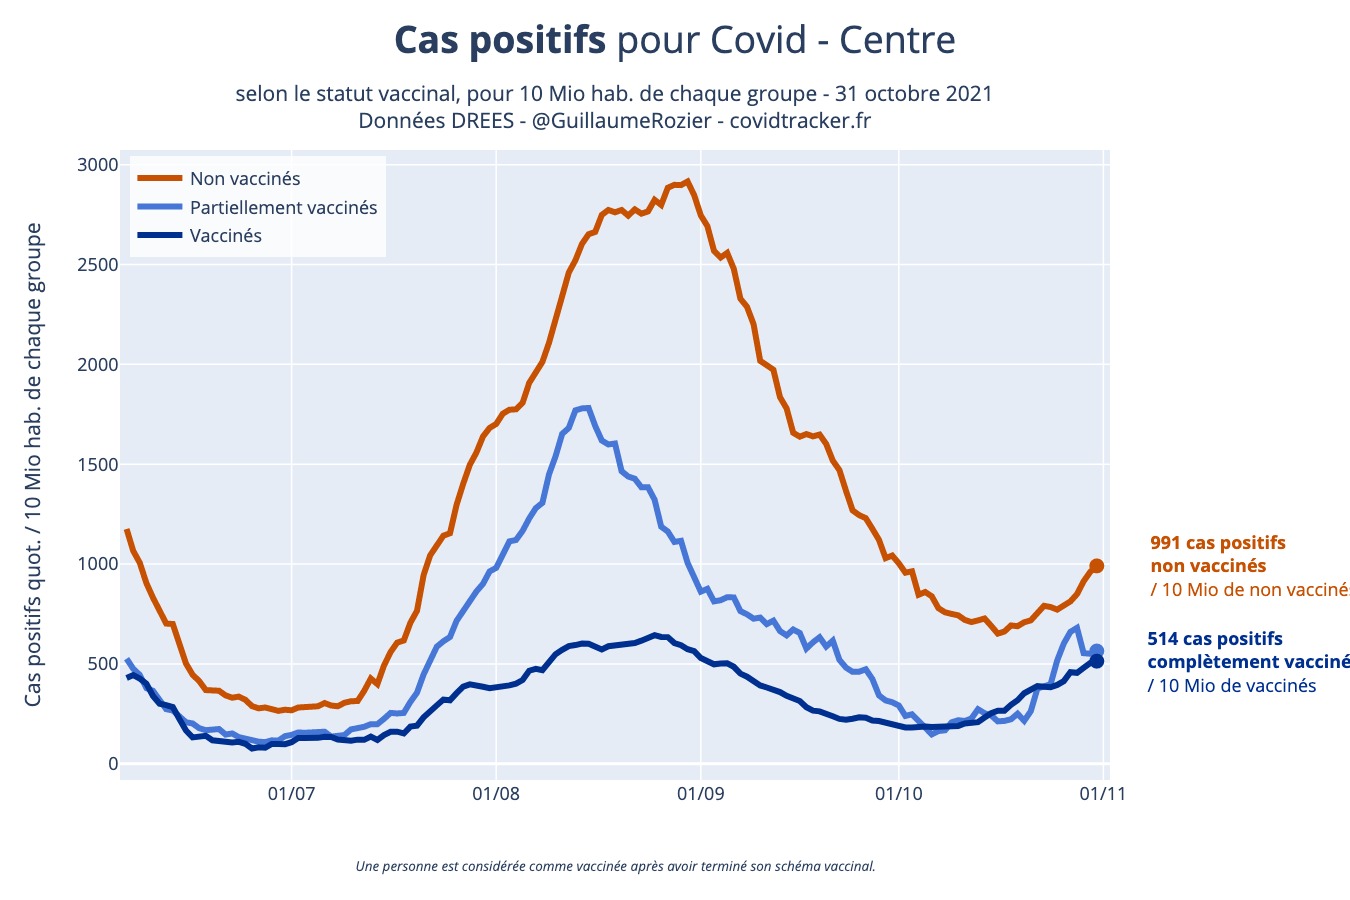 Cas positifs pour Covid - Centre
selon le statut vaccinal, pour 10 Mio hab. de chaque groupe - 31 octobre 2021
Données DREES - @GuillaumeRozier - covidtracker.fr
Cas positifs quot. / 10 Mio hab. de chaque groupe
3000
2500
2000
1500
1000
500
0
Non vaccinés
Partiellement vaccinés
Vaccinés
991 cas positifs
non vaccinés
/ 10 Mio de non vaccinés
514 cas positifs
complètement vacciné
/ 10 Mio de vaccinés
01/07
01/08
01/09
01/10
01/11
Une personne est considérée comme vaccinée après avoir terminé son schéma vaccinal.